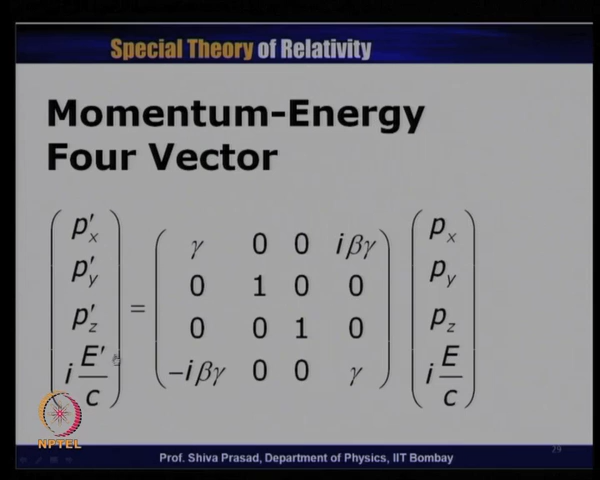 Special Theory of Relativity
Momentum-Energy
Four Vector
p′x γ 0 0 iβγ px
p′y 0 1 0 0 py
p′z = 0 0 1 0 pz
i E′/c −iβγ 0 0 γ i E/c
NPTEL
29
Prof. Shiva Prasad, Department of Physics, IIT Bombay